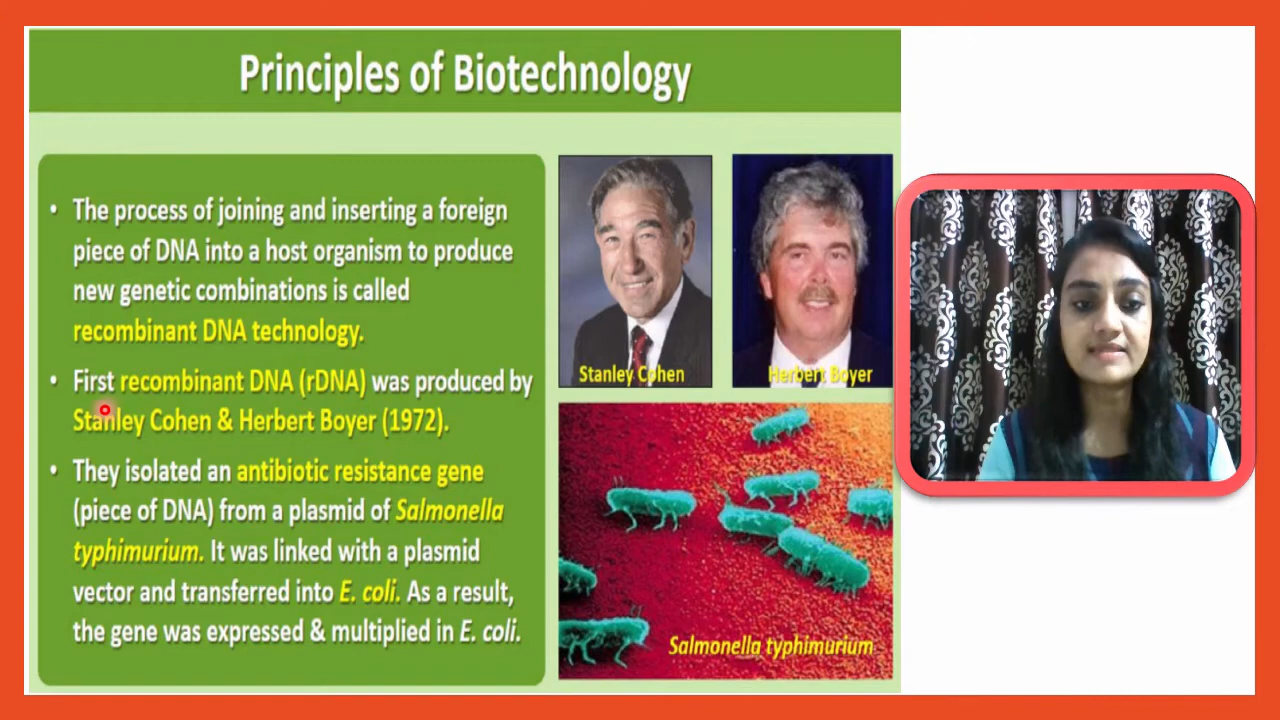 Principles of Biotechnology
• The process of joining and inserting a foreign
piece of DNA into a host organism to produce
new genetic combinations is called
recombinant DNA technology.
• First recombinant DNA (rDNA) was produced by
Stanley Cohen & Herbert Boyer (1972).
• They isolated an antibiotic resistance gene
(piece of DNA) from a plasmid of Salmonella
typhimurium. It was linked with a plasmid
vector and transferred into E. coli. As a result,
the gene was expressed & multiplied in E. coli.
Stanley Cohen
Herbert Boyer
Salmonella typhimurium